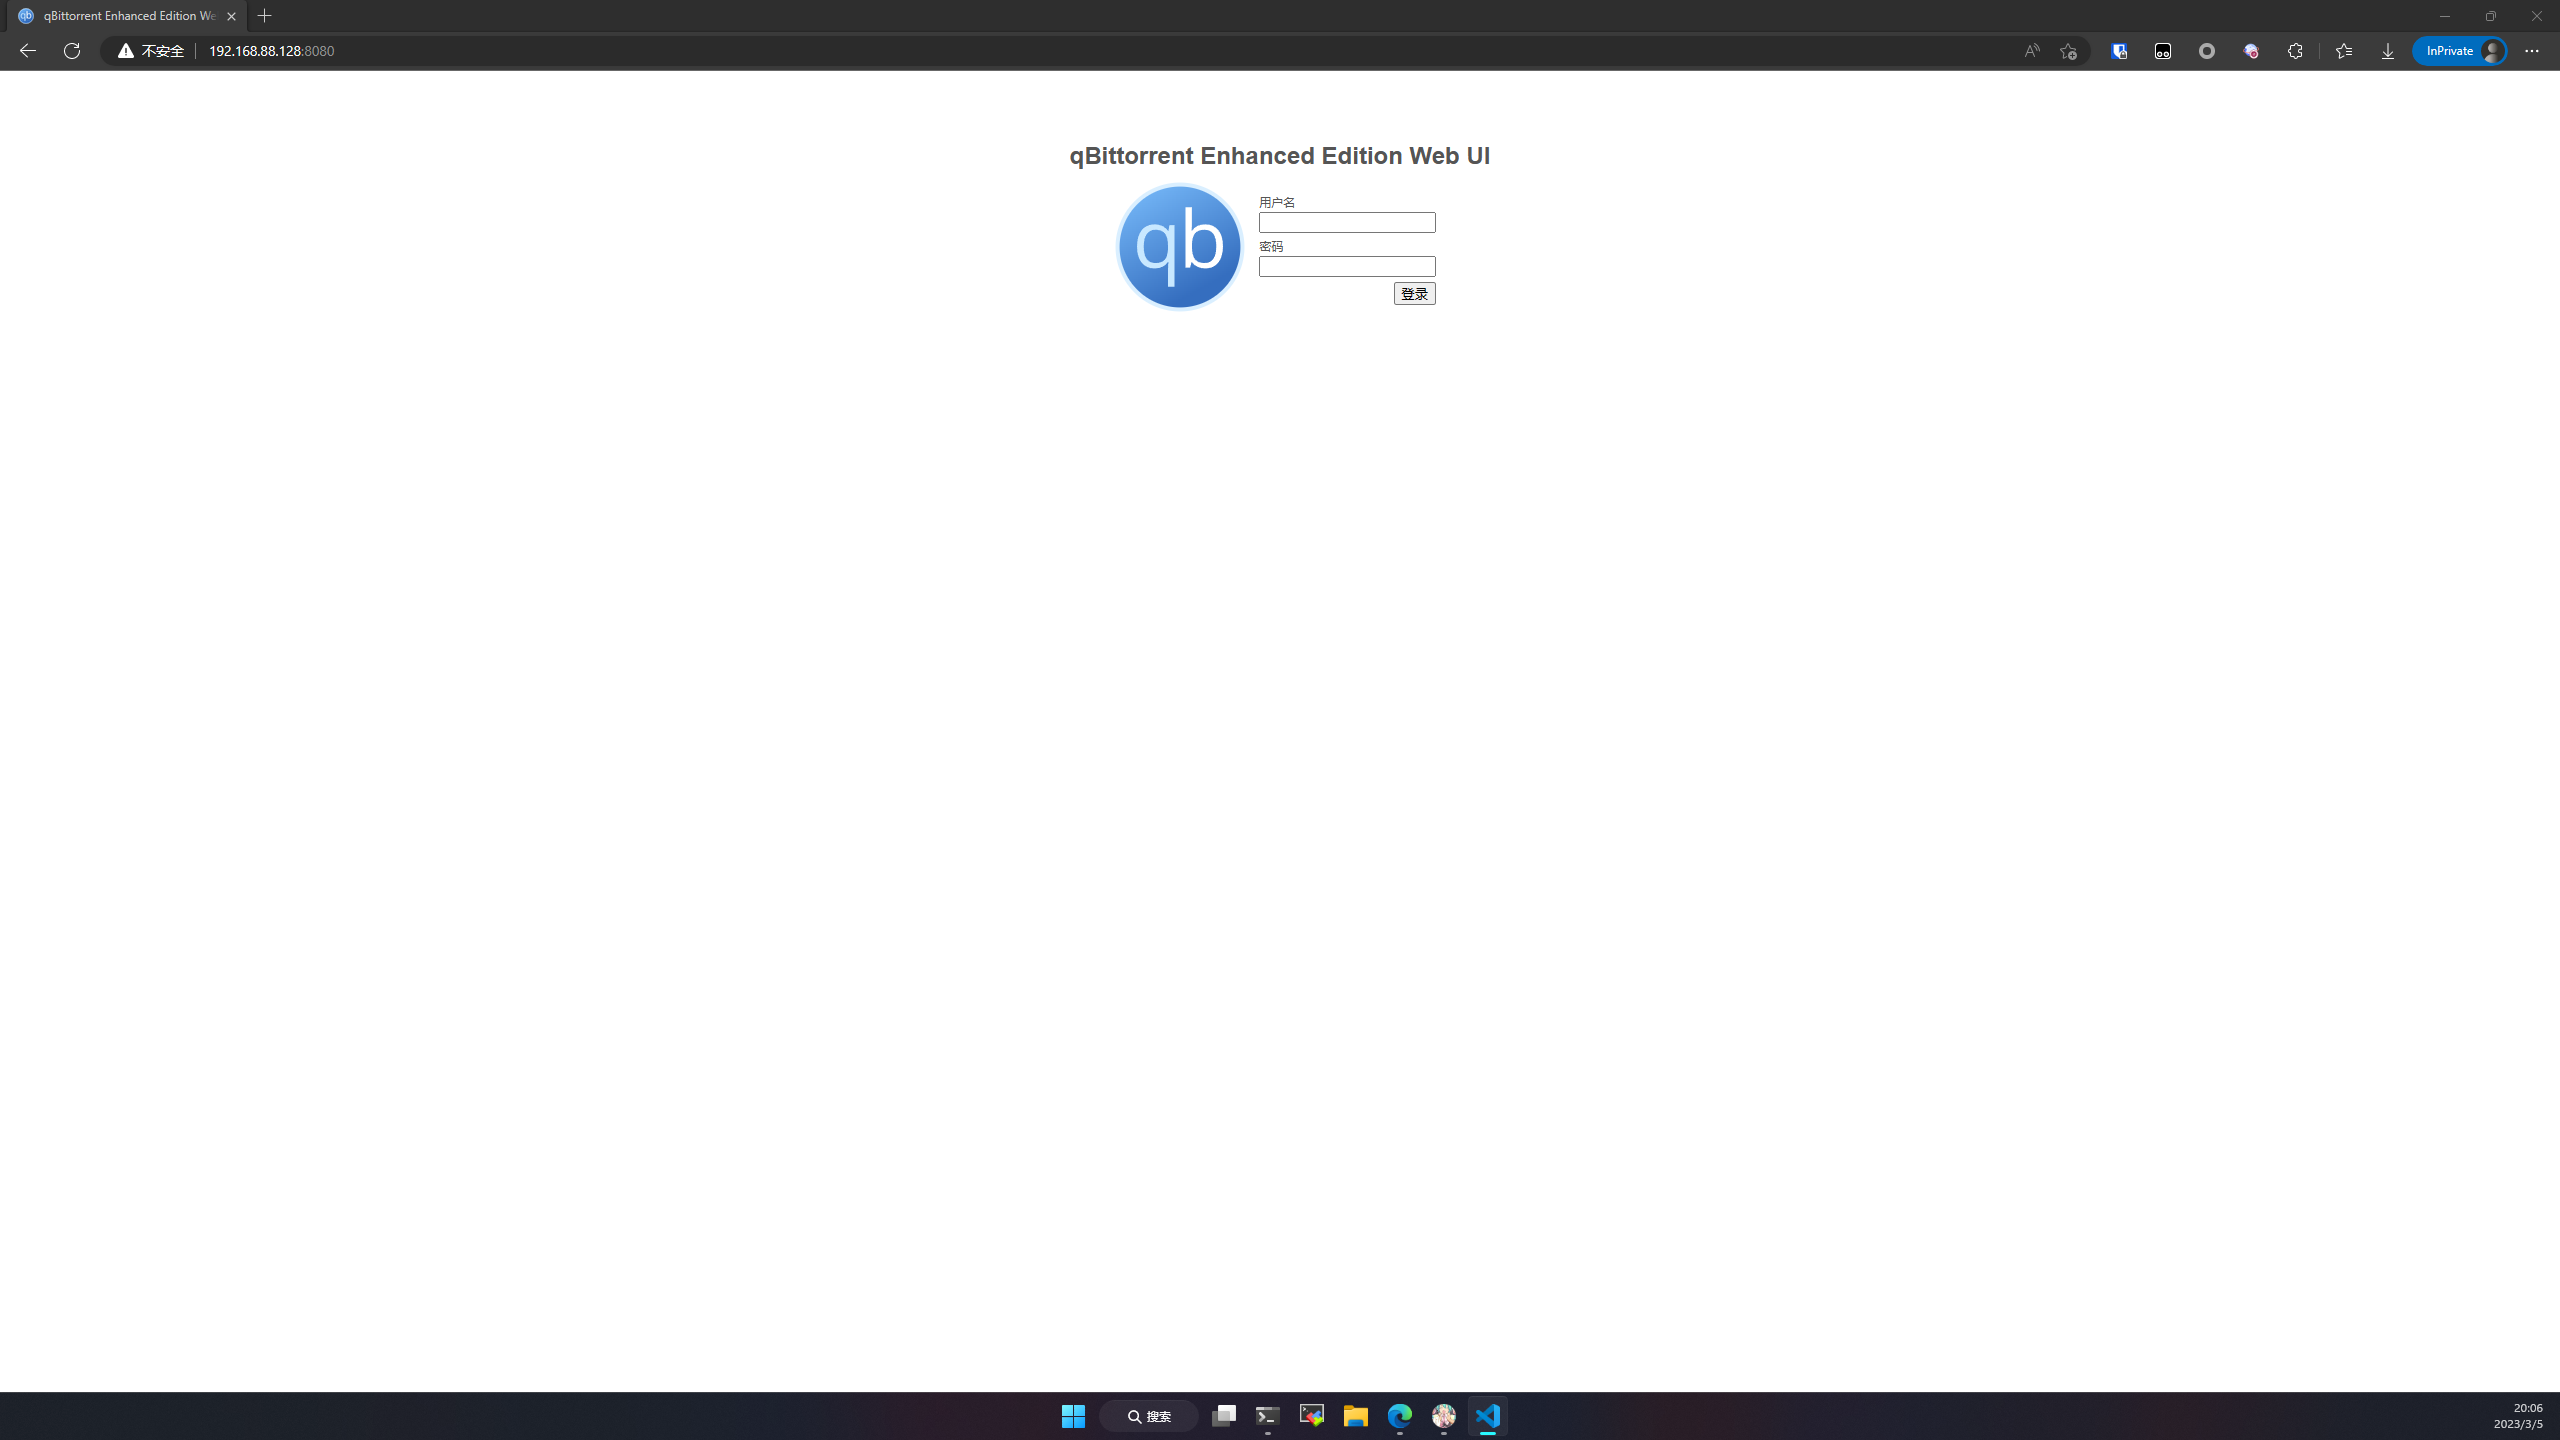 qBittorrent Enhanced Edition We
不安全 192.168.88.128:8080
InPrivate
qBittorrent Enhanced Edition Web UI
qb
用户名
密码
登录
搜索
20:06
2023/3/5